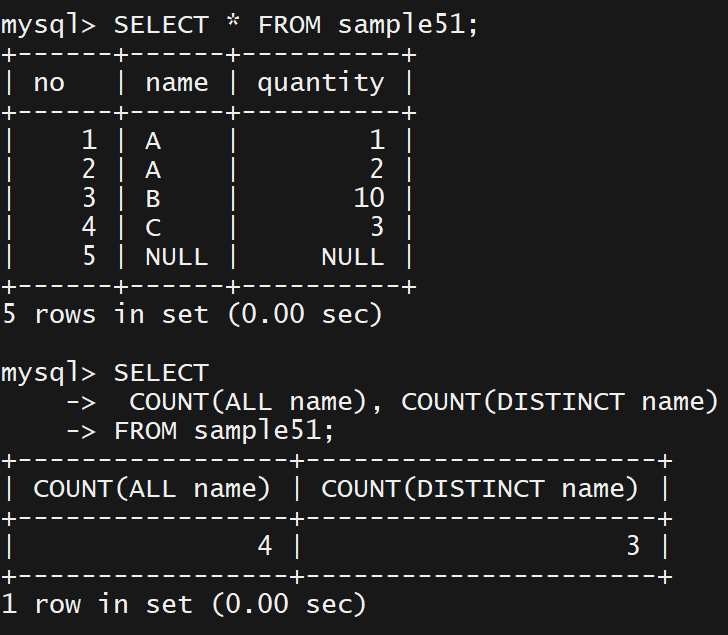 mysql> SELECT * FROM sample51;
+------+------+----------+
| no   | name | quantity |
+------+------+----------+
|    1 | A    |        1 |
|    2 | A    |        2 |
|    3 | B    |       10 |
|    4 | C    |        3 |
|    5 | NULL |     NULL |
+------+------+----------+
5 rows in set (0.00 sec)

mysql> SELECT
    ->  COUNT(ALL name), COUNT(DISTINCT name)
    -> FROM sample51;
+-----------------+----------------------+
| COUNT(ALL name) | COUNT(DISTINCT name) |
+-----------------+----------------------+
|               4 |                    3 |
+-----------------+----------------------+
1 row in set (0.00 sec)